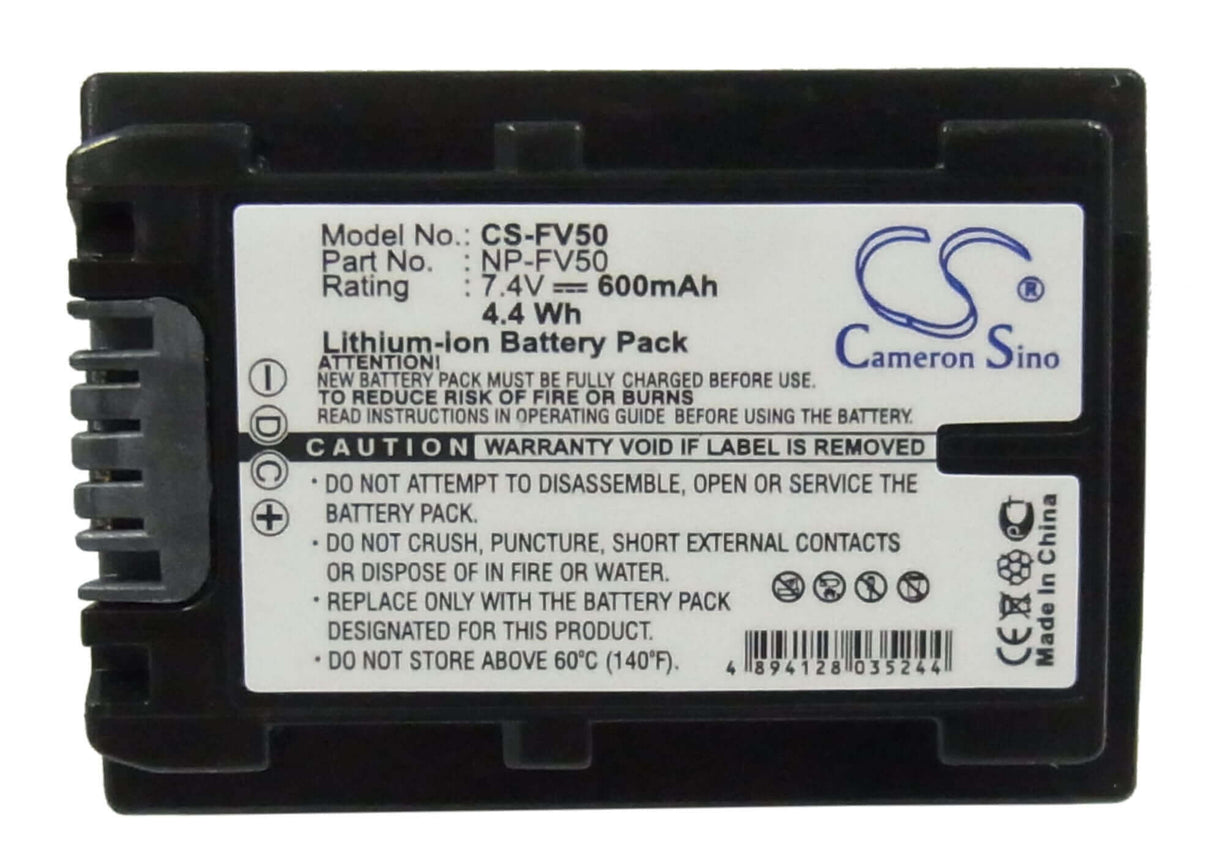 Model No.: CS-FV50
Part No. : NP-FV50
Rating : 7.4V 600mAh
4.4 Wh
Lithium-ion Battery Pack
ATTENTION!
NEW BATTERY PACK MUST BE FULLY CHARGED BEFORE USE.
TO REDUCE RISK OF FIRE OR BURNS
READ INSTRUCTIONS IN OPERATING GUIDE BEFORE USING THE BATTERY.
CS ®
Cameron Sino
− D C +
CAUTION WARRANTY VOID IF LABEL IS REMOVED
· DO NOT ATTEMPT TO DISASSEMBLE, OPEN OR SERVICE THE
BATTERY PACK.
· DO NOT CRUSH, PUNCTURE, SHORT EXTERNAL CONTACTS
OR DISPOSE OF IN FIRE OR WATER.
· REPLACE ONLY WITH THE BATTERY PACK
DESIGNATED FOR THIS PRODUCT.
· DO NOT STORE ABOVE 60°C (140°F).
4 894128 035244
CE
Made In China
PCT